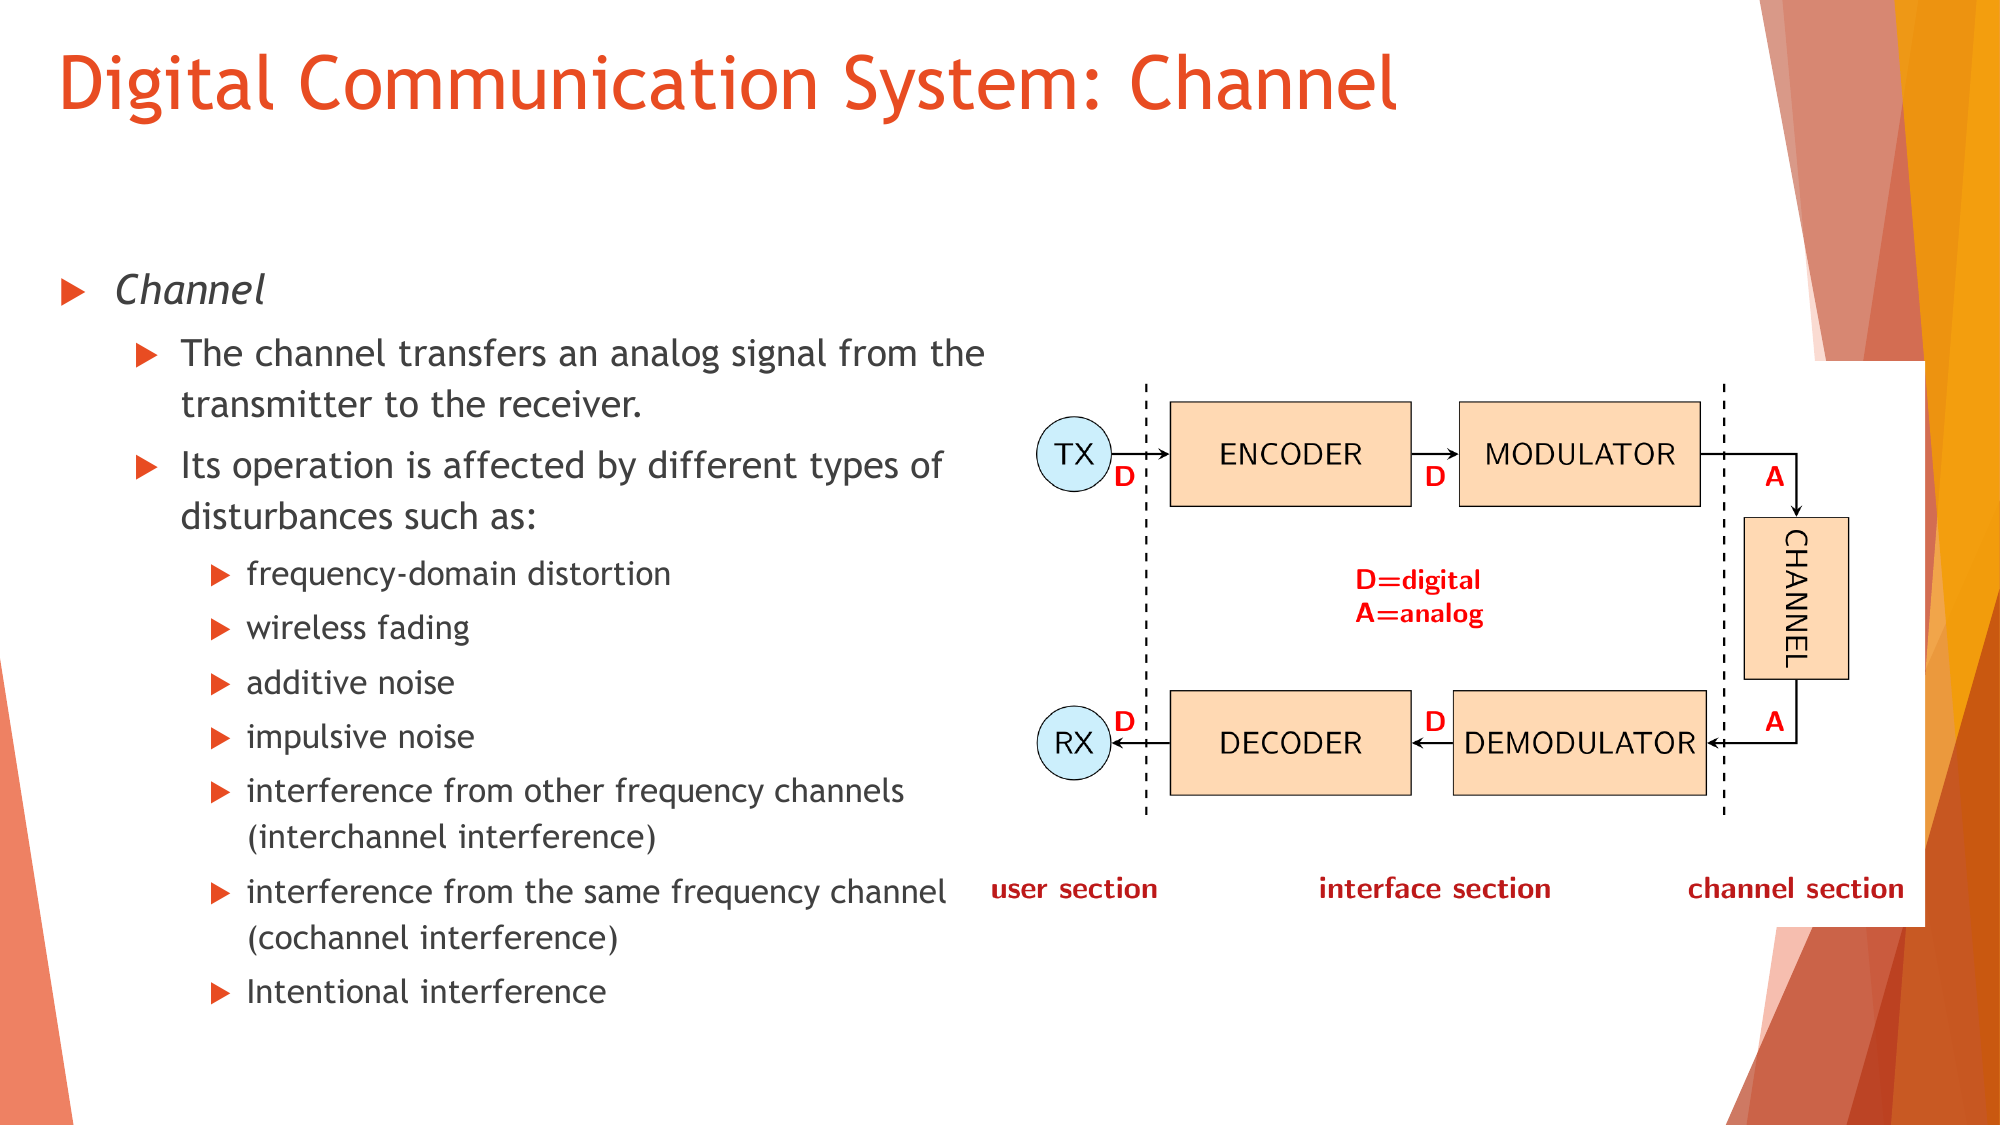 Digital Communication System: Channel
Channel
The channel transfers an analog signal from the
transmitter to the receiver.
Its operation is affected by different types of
disturbances such as:
frequency-domain distortion
wireless fading
additive noise
impulsive noise
interference from other frequency channels
(interchannel interference)
interference from the same frequency channel
(cochannel interference)
Intentional interference
TX
D
ENCODER
D
MODULATOR
A
CHANNEL
D=digital
A=analog
RX
D
DECODER
D
DEMODULATOR
A
user section
interface section
channel section